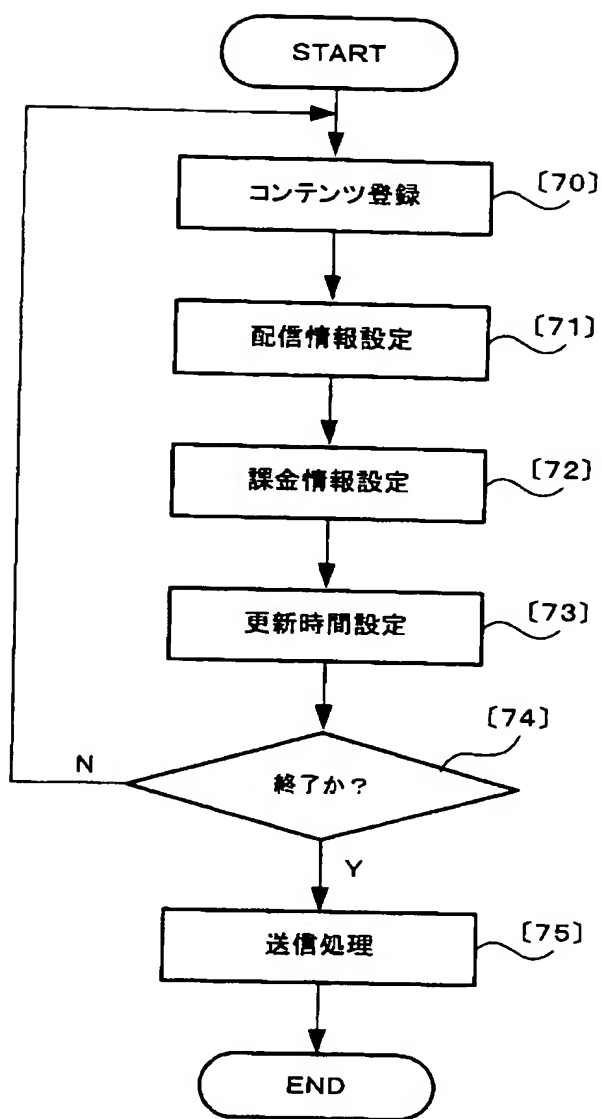 START
コンテンツ登録
〔70〕
配信情報設定
〔71〕
課金情報設定
〔72〕
更新時間設定
〔73〕
〔74〕
N
終了か？
Y
送信処理
〔75〕
END